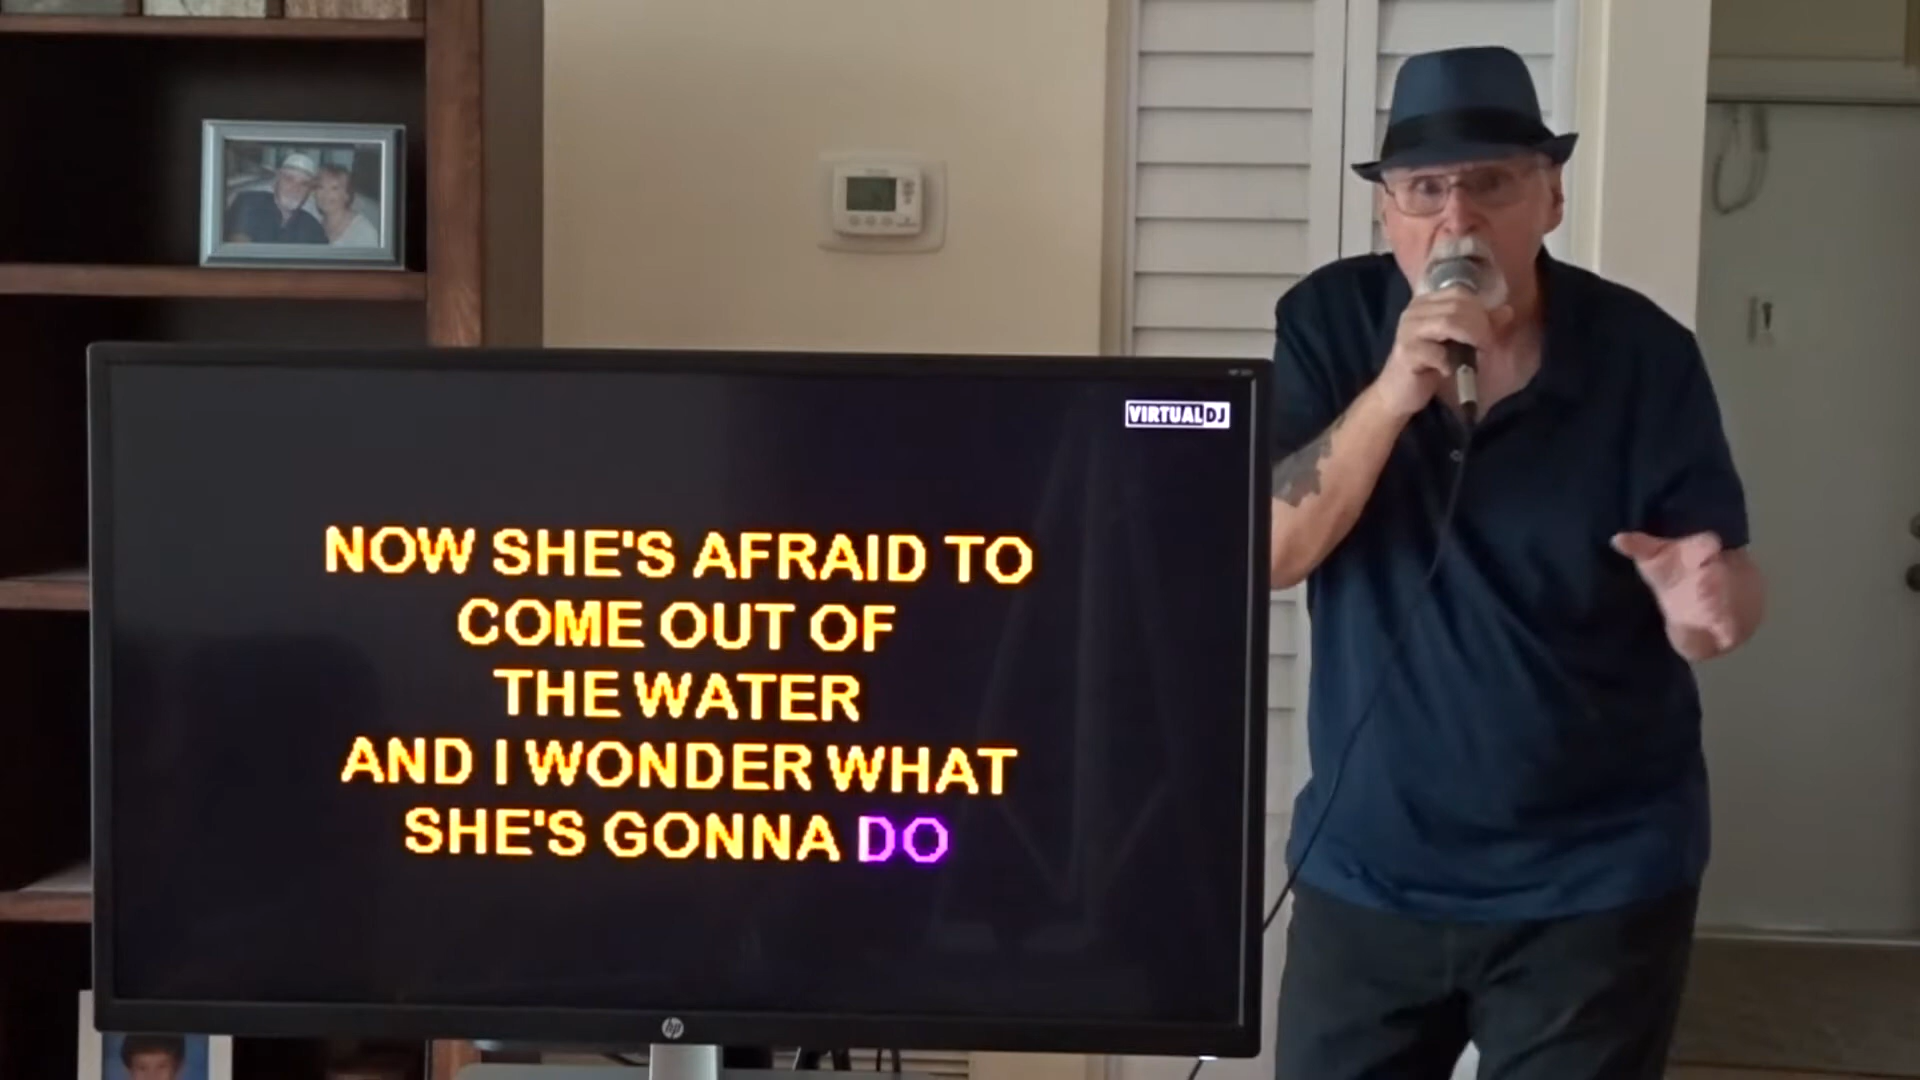 VIRTUALDJ
NOW SHE'S AFRAID TO
COME OUT OF
THE WATER
AND I WONDER WHAT
SHE'S GONNA DO
hp